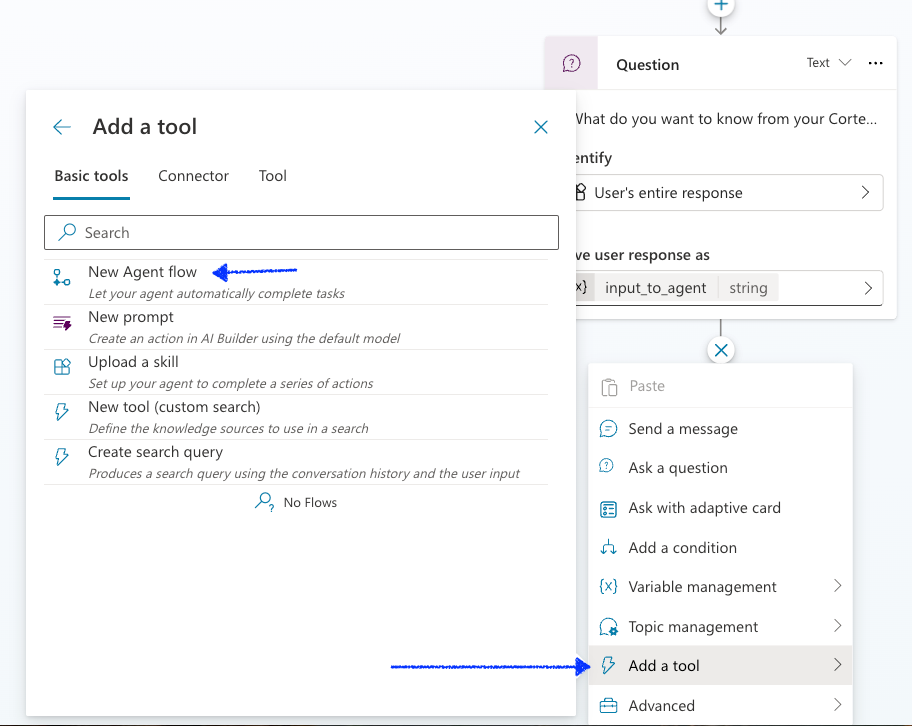 Question
Text
What do you want to know from your Corte...
entify
User's entire response
ve user response as
{x}
input_to_agent
string
Add a tool
Basic tools
Connector
Tool
Search
New Agent flow
Let your agent automatically complete tasks
New prompt
Create an action in AI Builder using the default model
Upload a skill
Set up your agent to complete a series of actions
New tool (custom search)
Define the knowledge sources to use in a search
Create search query
Produces a search query using the conversation history and the user input
No Flows
Paste
Send a message
Ask a question
Ask with adaptive card
Add a condition
{x} Variable management
Topic management
Add a tool
Advanced